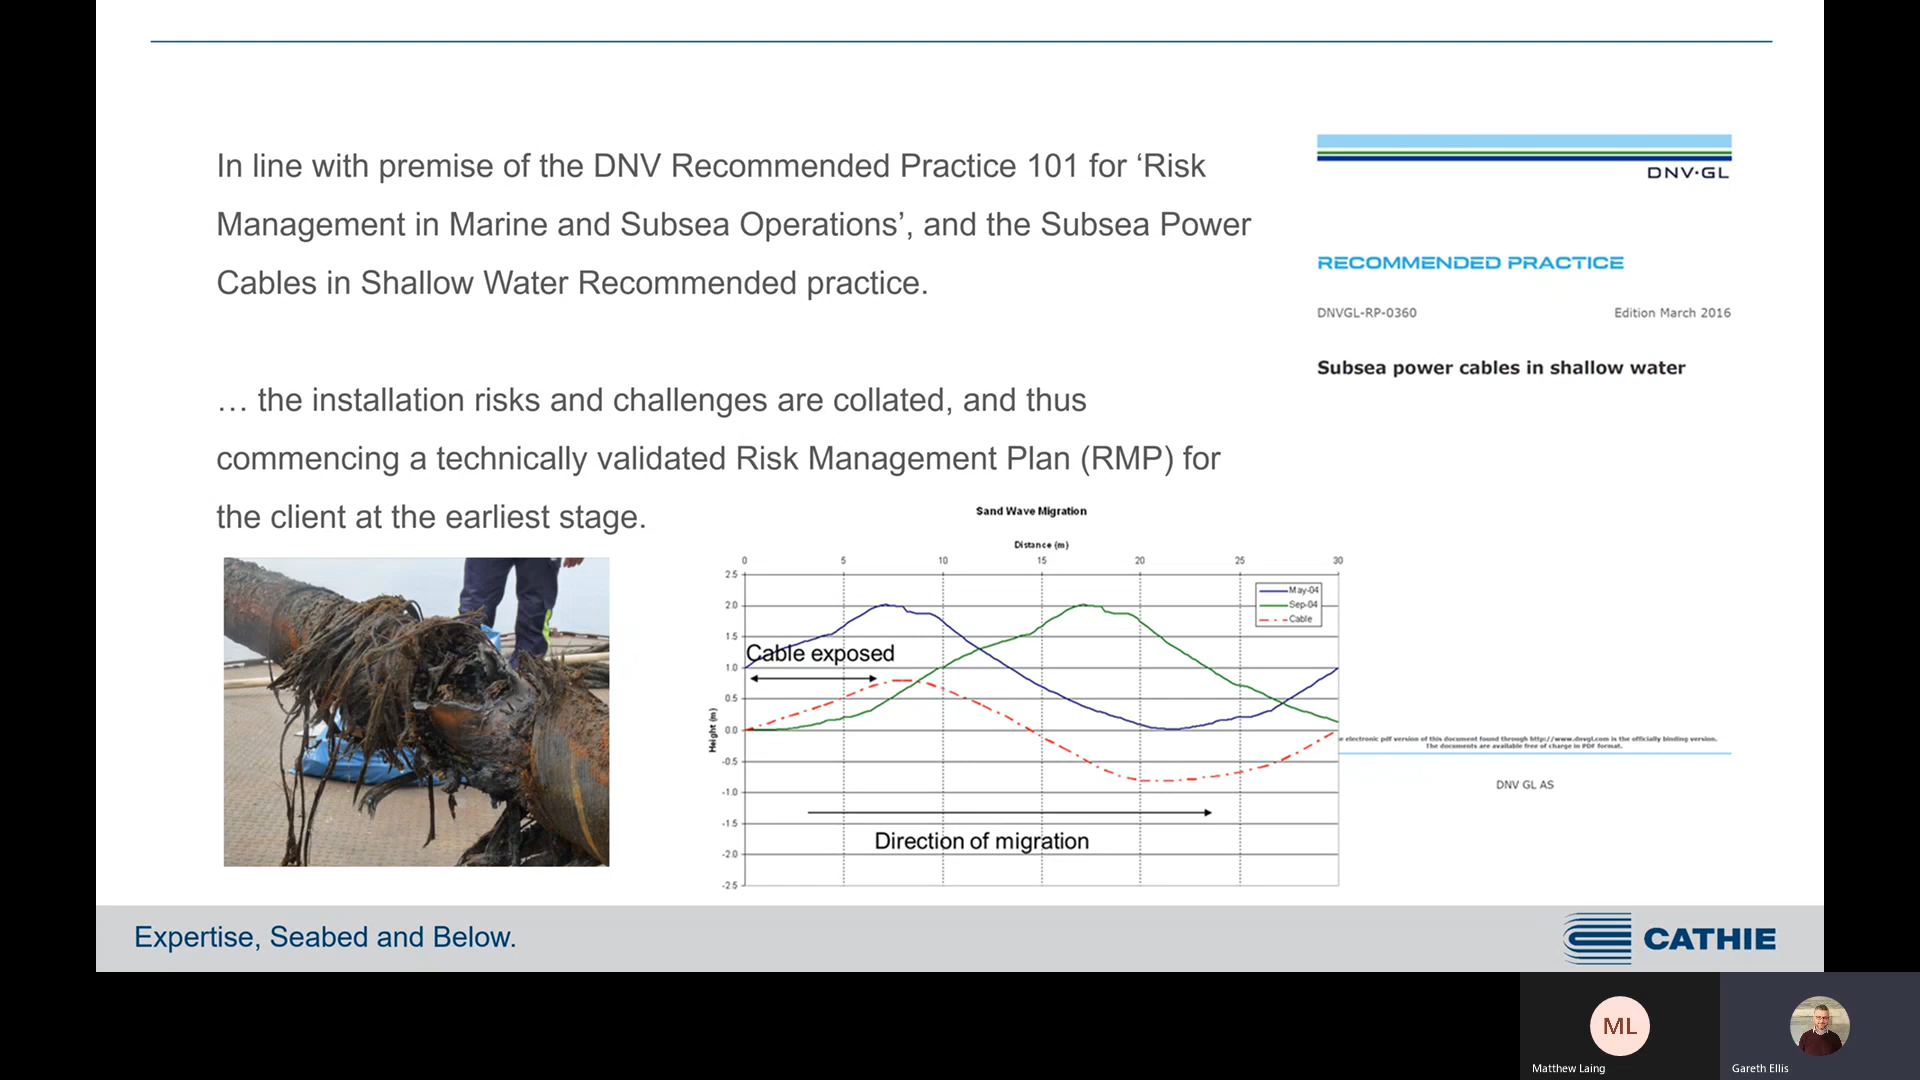 In line with premise of the DNV Recommended Practice 101 for ‘Risk
Management in Marine and Subsea Operations’, and the Subsea Power
Cables in Shallow Water Recommended practice.
… the installation risks and challenges are collated, and thus
commencing a technically validated Risk Management Plan (RMP) for
the client at the earliest stage.
DNV·GL
RECOMMENDED PRACTICE
DNVGL-RP-0360 Edition March 2016
Subsea power cables in shallow water
Sand Wave Migration
Distance (m)
0 5 10 15 20 25 30
2.5
2.0
1.5
1.0
0.5
0.0
-0.5
-1.0
-1.5
-2.0
-2.5
Height (m)
May-04
Sep-04
Cable
Cable exposed
Direction of migration
e electronic pdf version of this document found through http://www.dnvgl.com is the officially binding version.
The documents are available free of charge in PDF format.
DNV GL AS
Expertise, Seabed and Below.
CATHIE
ML
Matthew Laing
Gareth Ellis